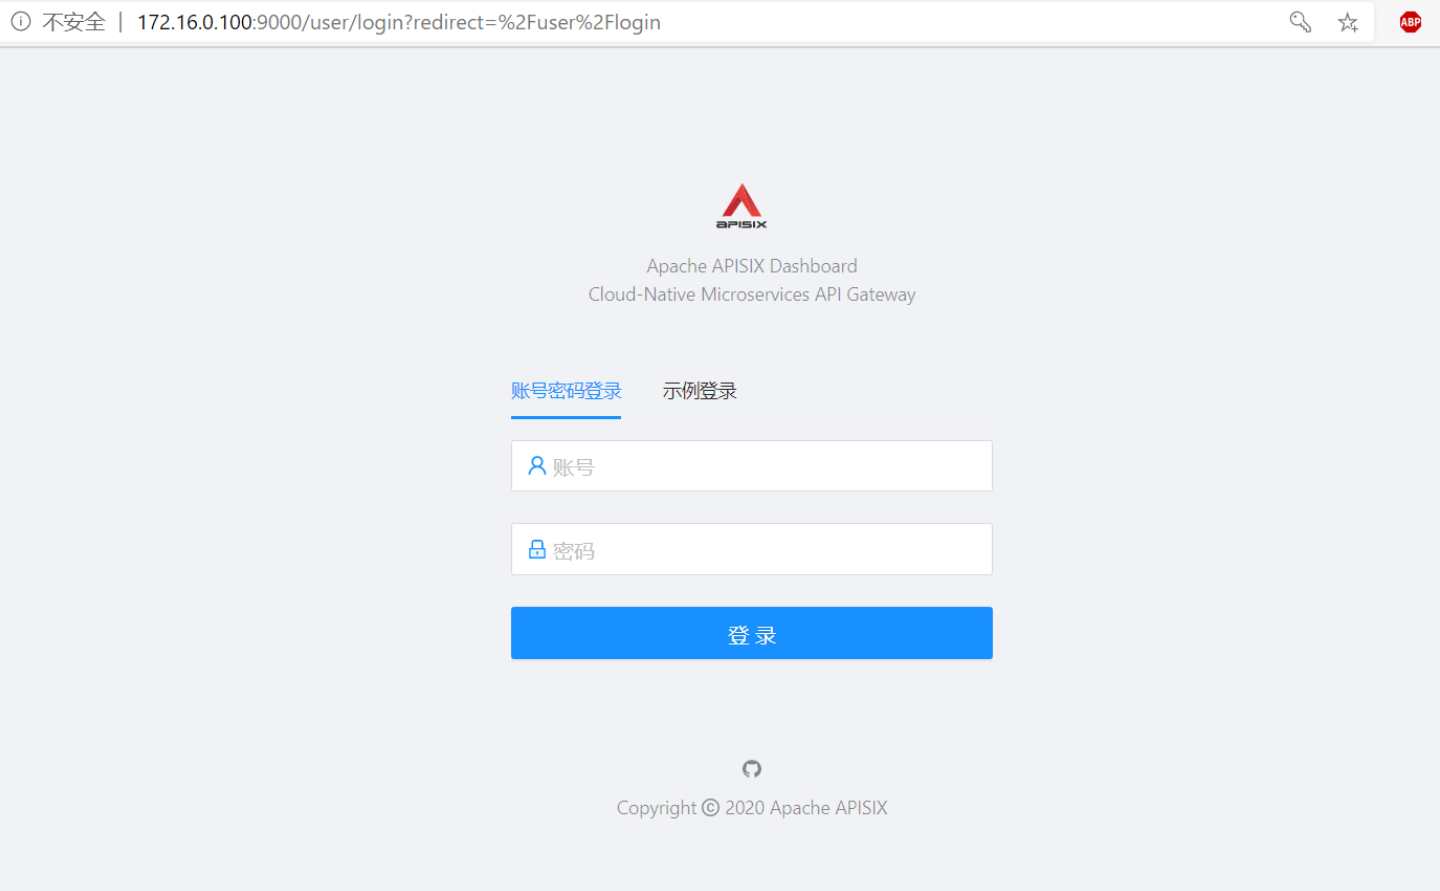 不安全 | 172.16.0.100:9000/user/login?redirect=%2Fuser%2Flogin
ABP
APISIX
Apache APISIX Dashboard
Cloud-Native Microservices API Gateway
账号密码登录 示例登录
账号
密码
登 录
Copyright © 2020 Apache APISIX